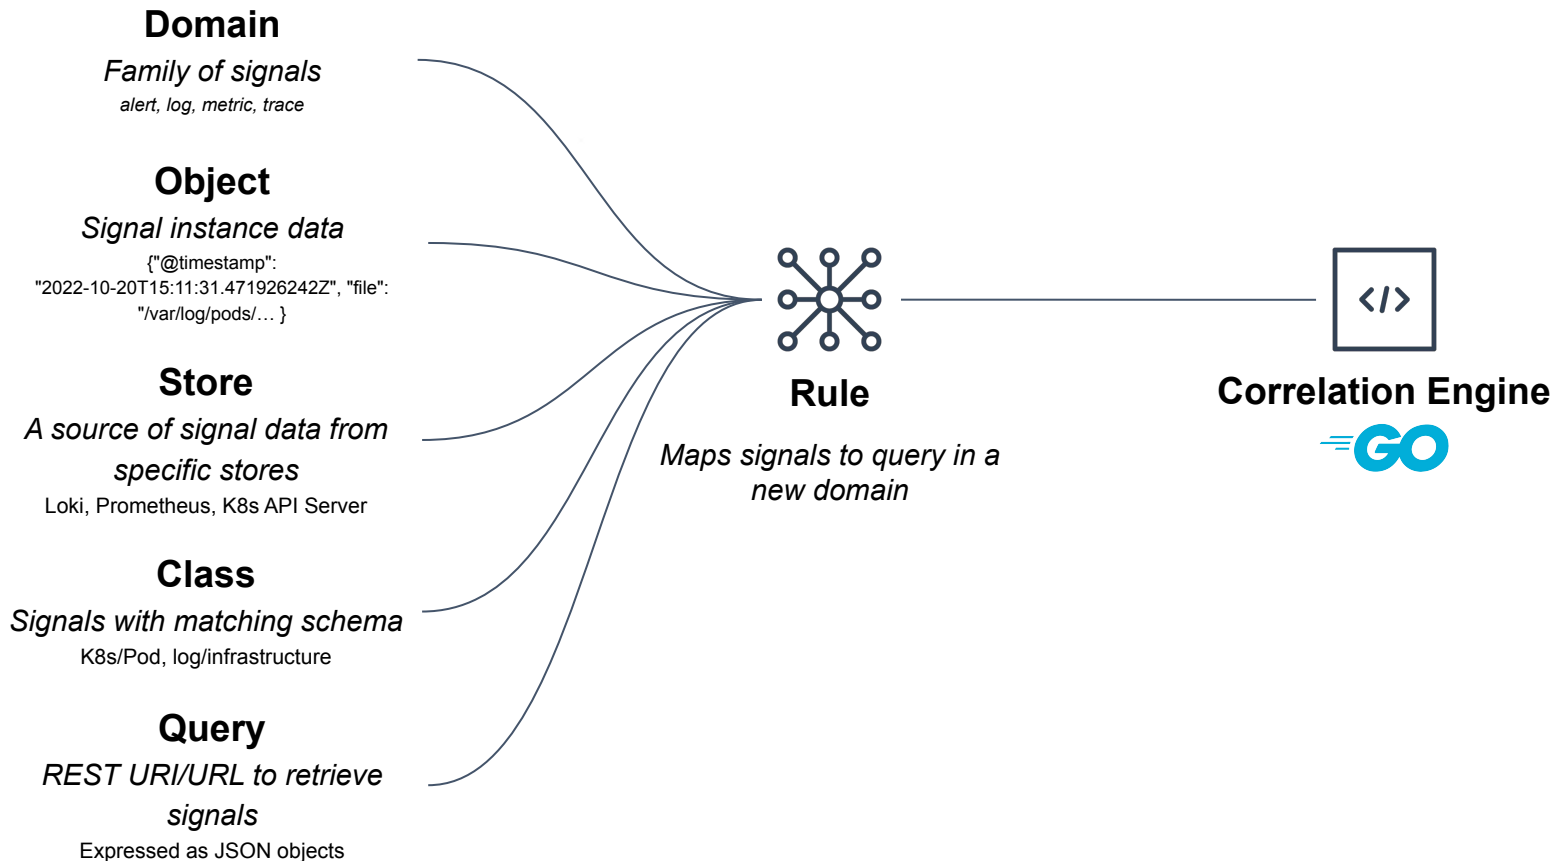 Domain
Family of signals
alert, log, metric, trace
Object
Signal instance data
{"@timestamp":
"2022-10-20T15:11:31.471926242Z", "file":
"/var/log/pods/… }
Store
A source of signal data from
specific stores
Loki, Prometheus, K8s API Server
Class
Signals with matching schema
K8s/Pod, log/infrastructure
Query
REST URI/URL to retrieve
signals
Expressed as JSON objects
Rule
Maps signals to query in a
new domain
</>
Correlation Engine
GO